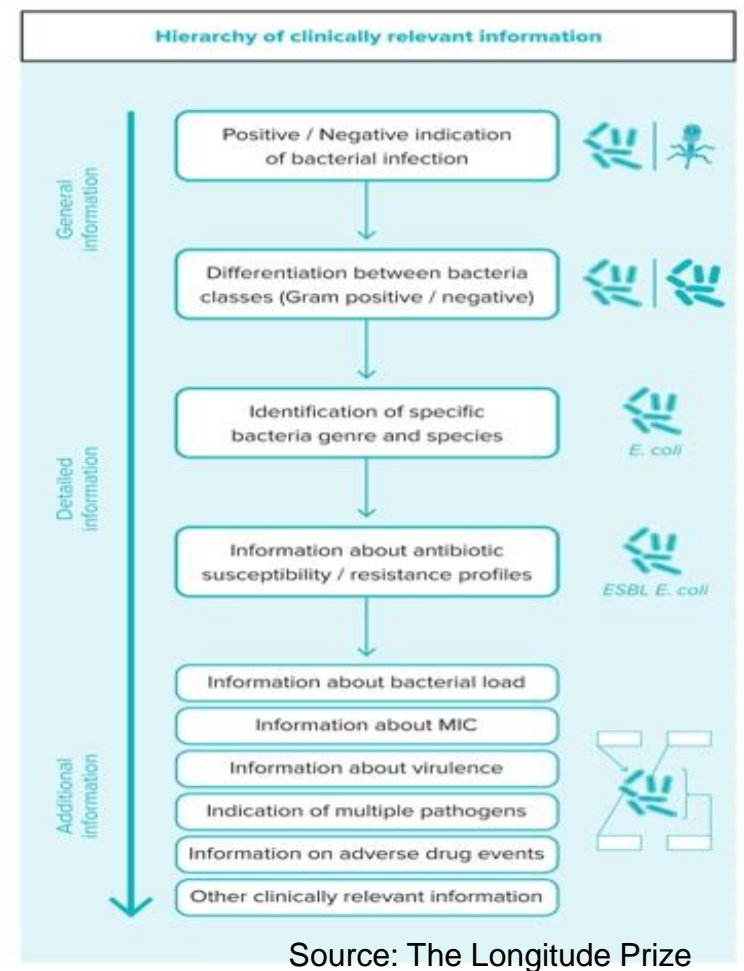 Hierarchy of clinically relevant information
General
information
Positive / Negative indication
of bacterial infection
Differentiation between bacteria
classes (Gram positive / negative)
Detailed
information
Identification of specific
bacteria genre and species
E. coli
Information about antibiotic
susceptibility / resistance profiles
ESBL E. coli
Additional
information
Information about bacterial load
Information about MIC
Information about virulence
Indication of multiple pathogens
Information on adverse drug events
Other clinically relevant information
Source: The Longitude Prize